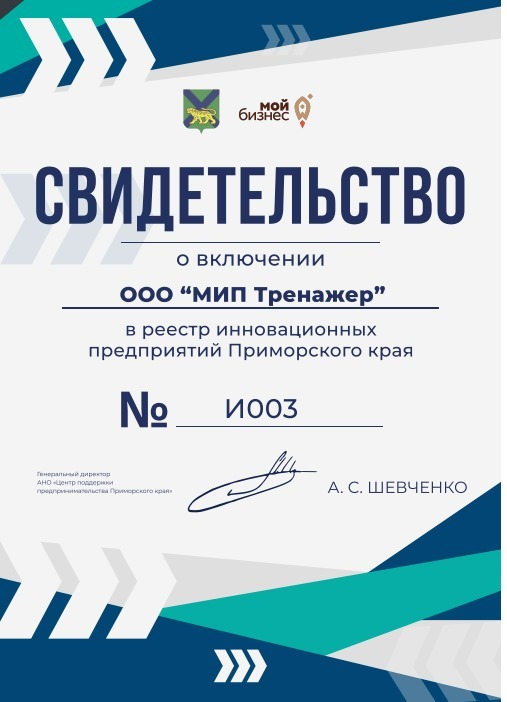 мой
бизнес
СВИДЕТЕЛЬСТВО
о включении
ООО “МИП Тренажер”
в реестр инновационных
предприятий Приморского края
№ И003
Генеральный директор
АНО «Центр поддержки
предпринимательства Приморского края»
А. С. ШЕВЧЕНКО